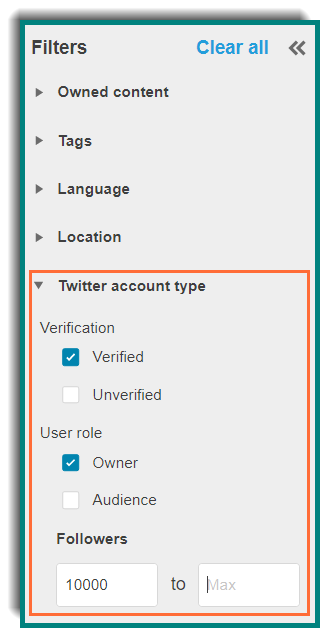 Filters Clear all
Owned content
Tags
Language
Location
Twitter account type
Verification
Verified
Unverified
User role
Owner
Audience
Followers
10000 to Max